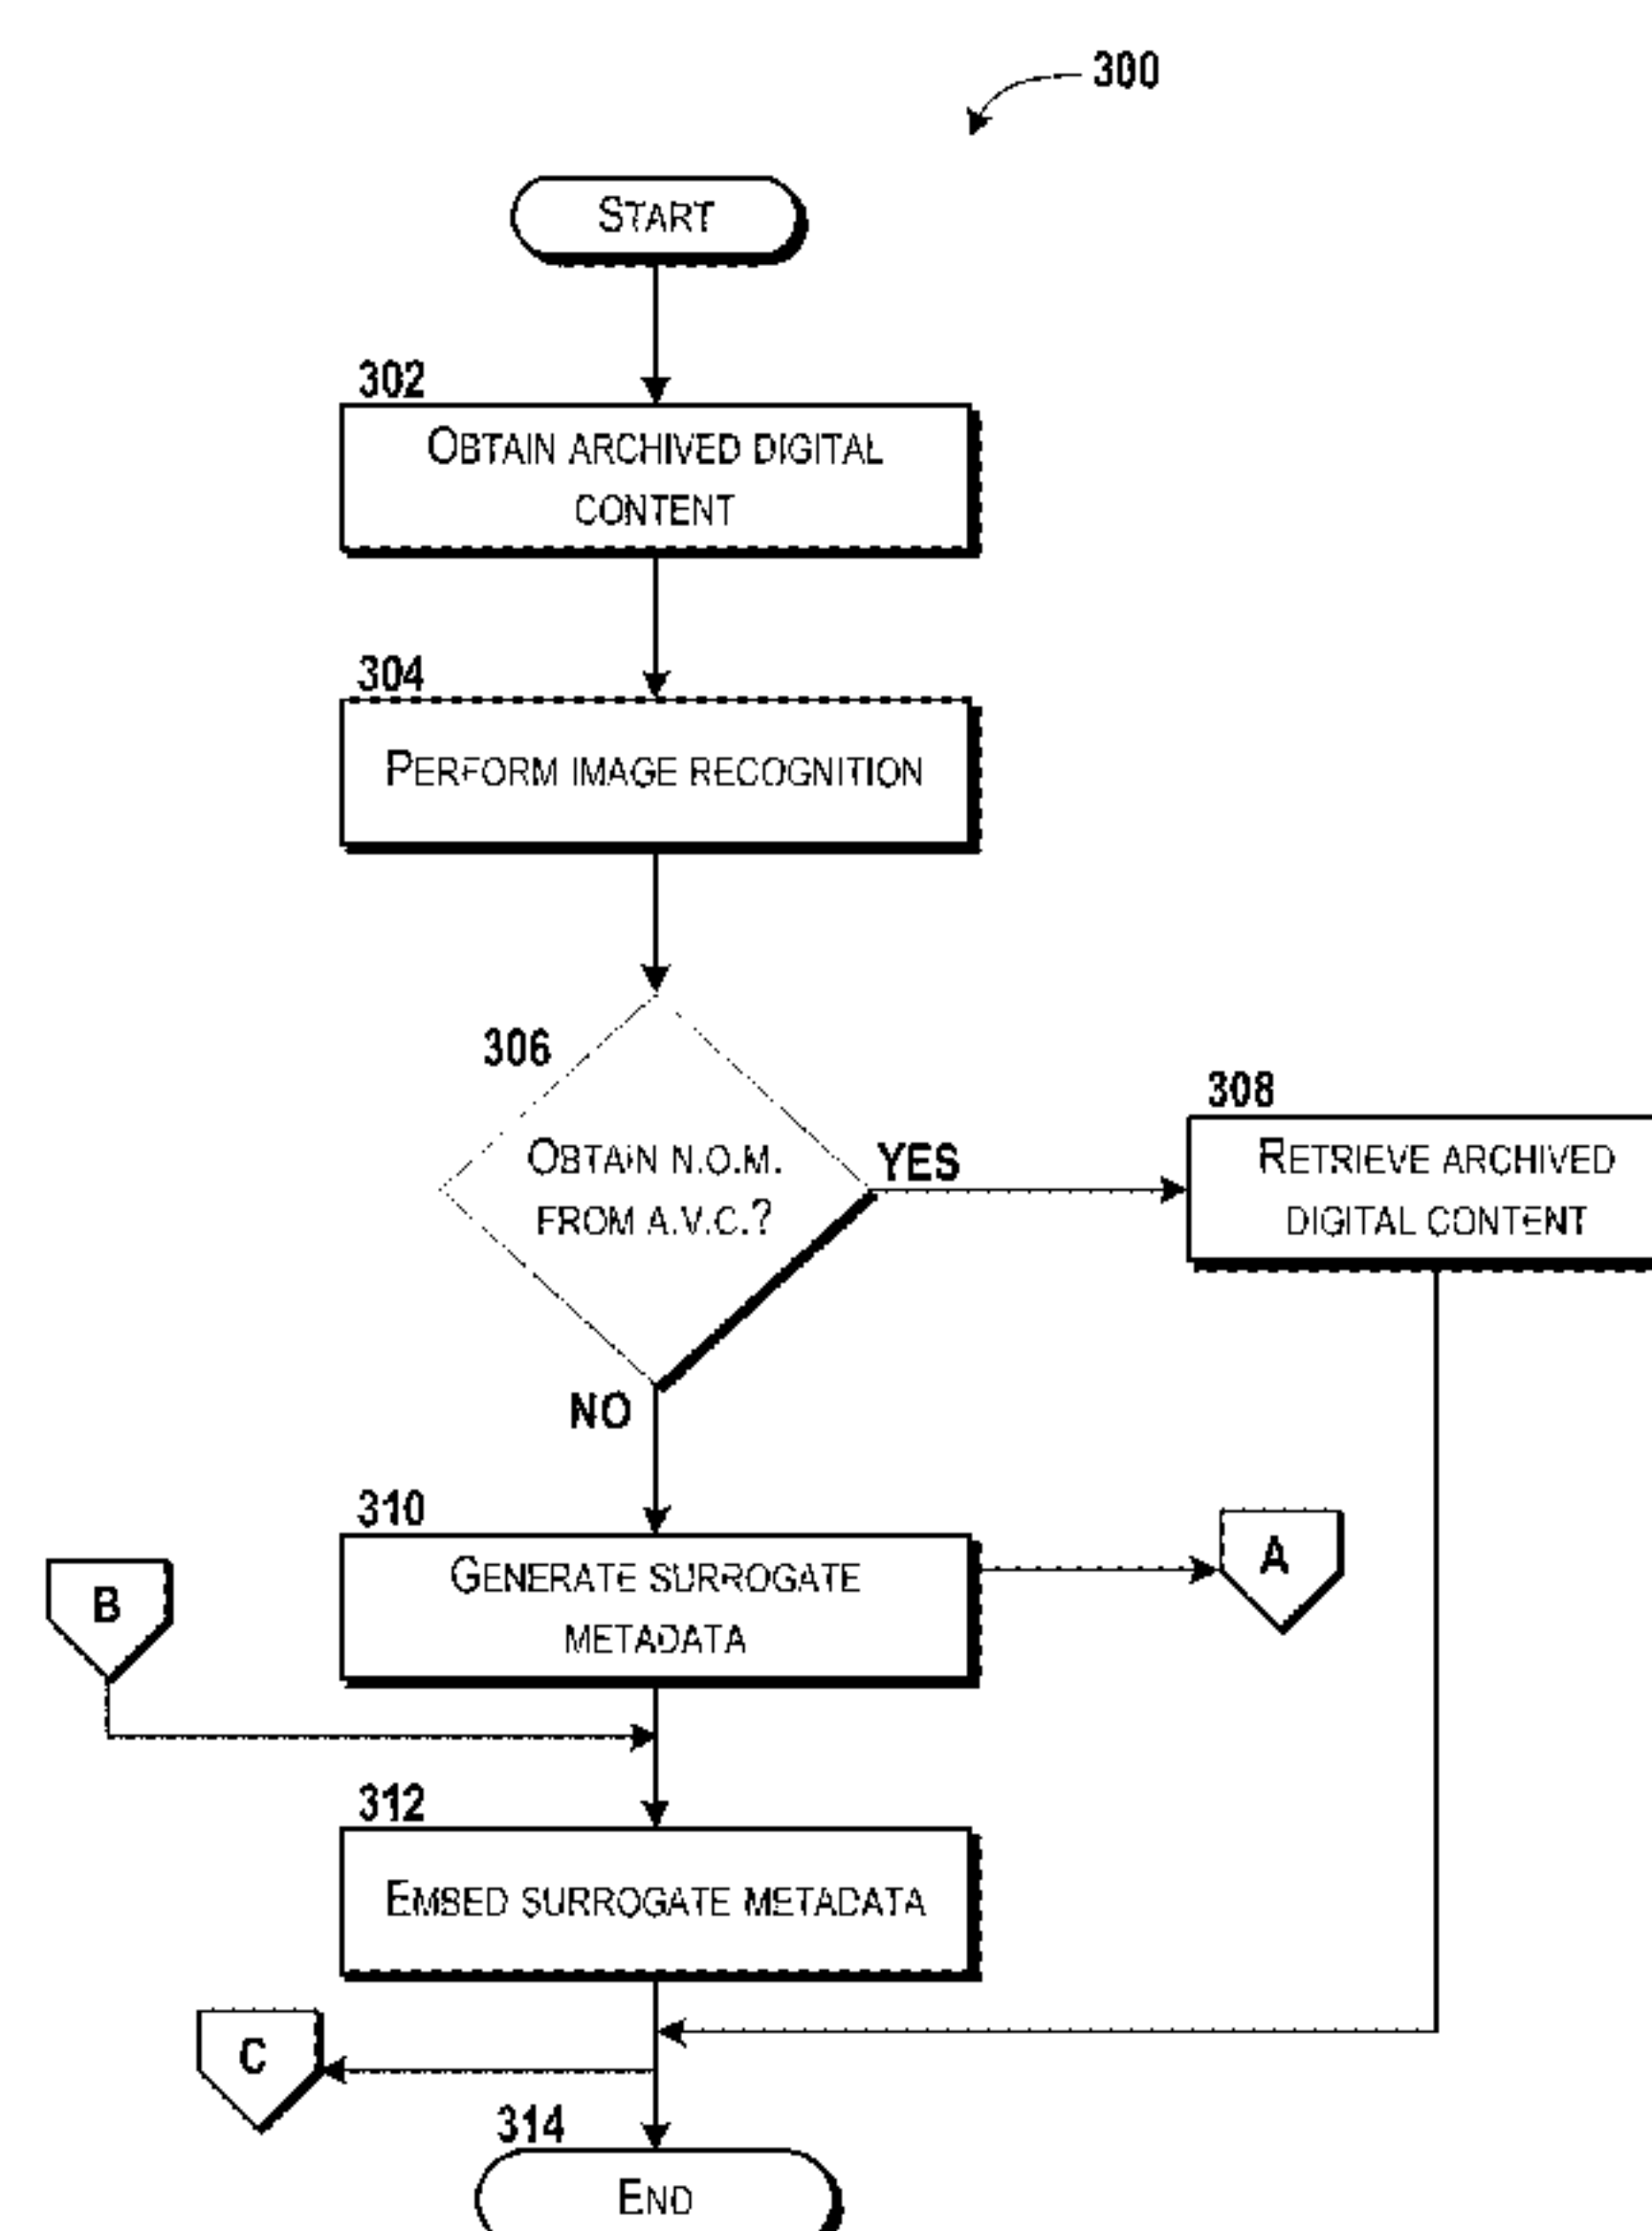 300
START
302
OBTAIN ARCHIVED DIGITAL
CONTENT
304
PERFORM IMAGE RECOGNITION
306
OBTAIN N.O.M.
FROM A.V.C.?
YES
308
RETRIEVE ARCHIVED
DIGITAL CONTENT
NO
310
GENERATE SURROGATE
METADATA
A
B
312
EMBED SURROGATE METADATA
C
314
END